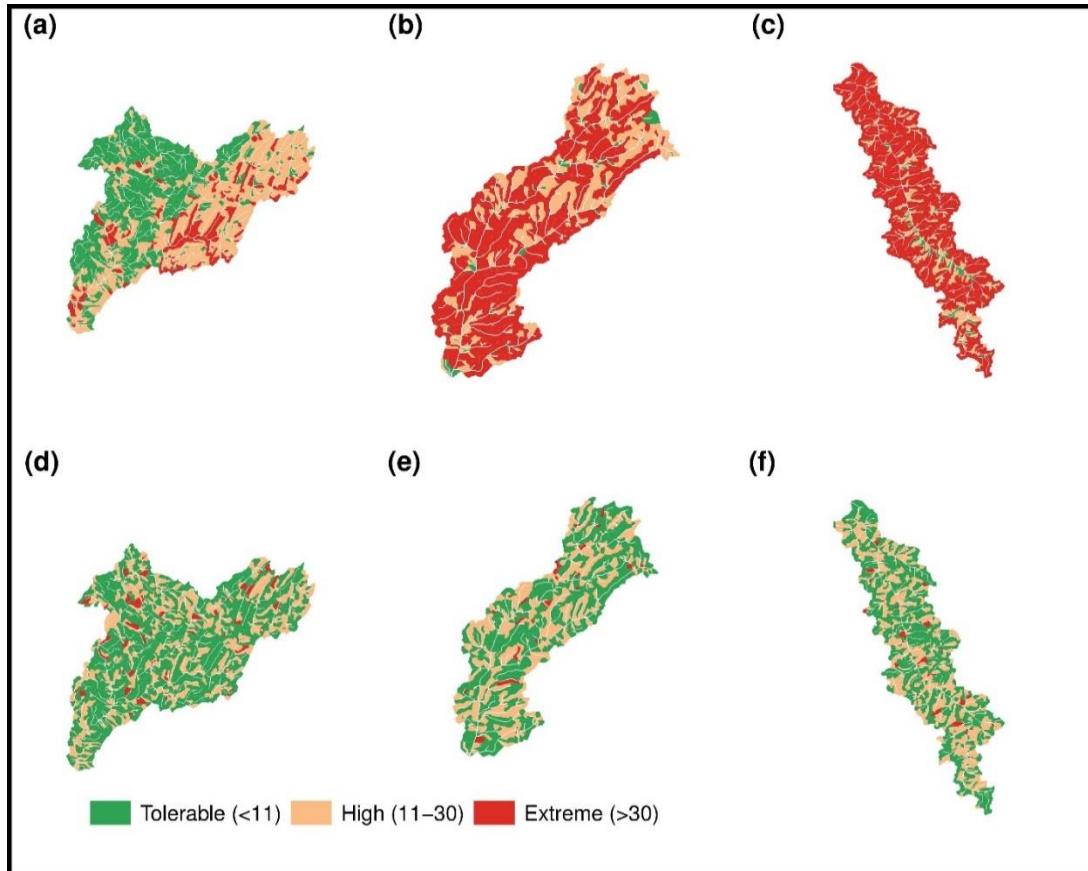 (a) (b) (c)
(d) (e) (f)
Tolerable (<11) High (11–30) Extreme (>30)